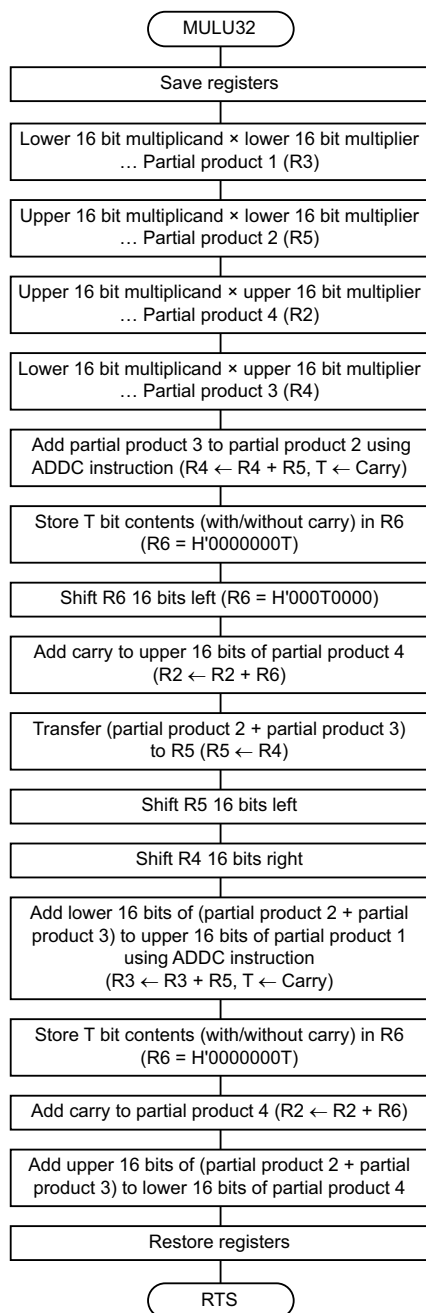 MULU32
Save registers
Lower 16 bit multiplicand × lower 16 bit multiplier
… Partial product 1 (R3)
Upper 16 bit multiplicand × lower 16 bit multiplier
… Partial product 2 (R5)
Upper 16 bit multiplicand × upper 16 bit multiplier
… Partial product 4 (R2)
Lower 16 bit multiplicand × upper 16 bit multiplier
… Partial product 3 (R4)
Add partial product 3 to partial product 2 using
ADDC instruction (R4 ← R4 + R5, T ← Carry)
Store T bit contents (with/without carry) in R6
(R6 = H'0000000T)
Shift R6 16 bits left (R6 = H'000T0000)
Add carry to upper 16 bits of partial product 4
(R2 ← R2 + R6)
Transfer (partial product 2 + partial product 3)
to R5 (R5 ← R4)
Shift R5 16 bits left
Shift R4 16 bits right
Add lower 16 bits of (partial product 2 + partial
product 3) to upper 16 bits of partial product 1
using ADDC instruction
(R3 ← R3 + R5, T ← Carry)
Store T bit contents (with/without carry) in R6
(R6 = H'0000000T)
Add carry to partial product 4 (R2 ← R2 + R6)
Add upper 16 bits of (partial product 2 + partial
product 3) to lower 16 bits of partial product 4
Restore registers
RTS